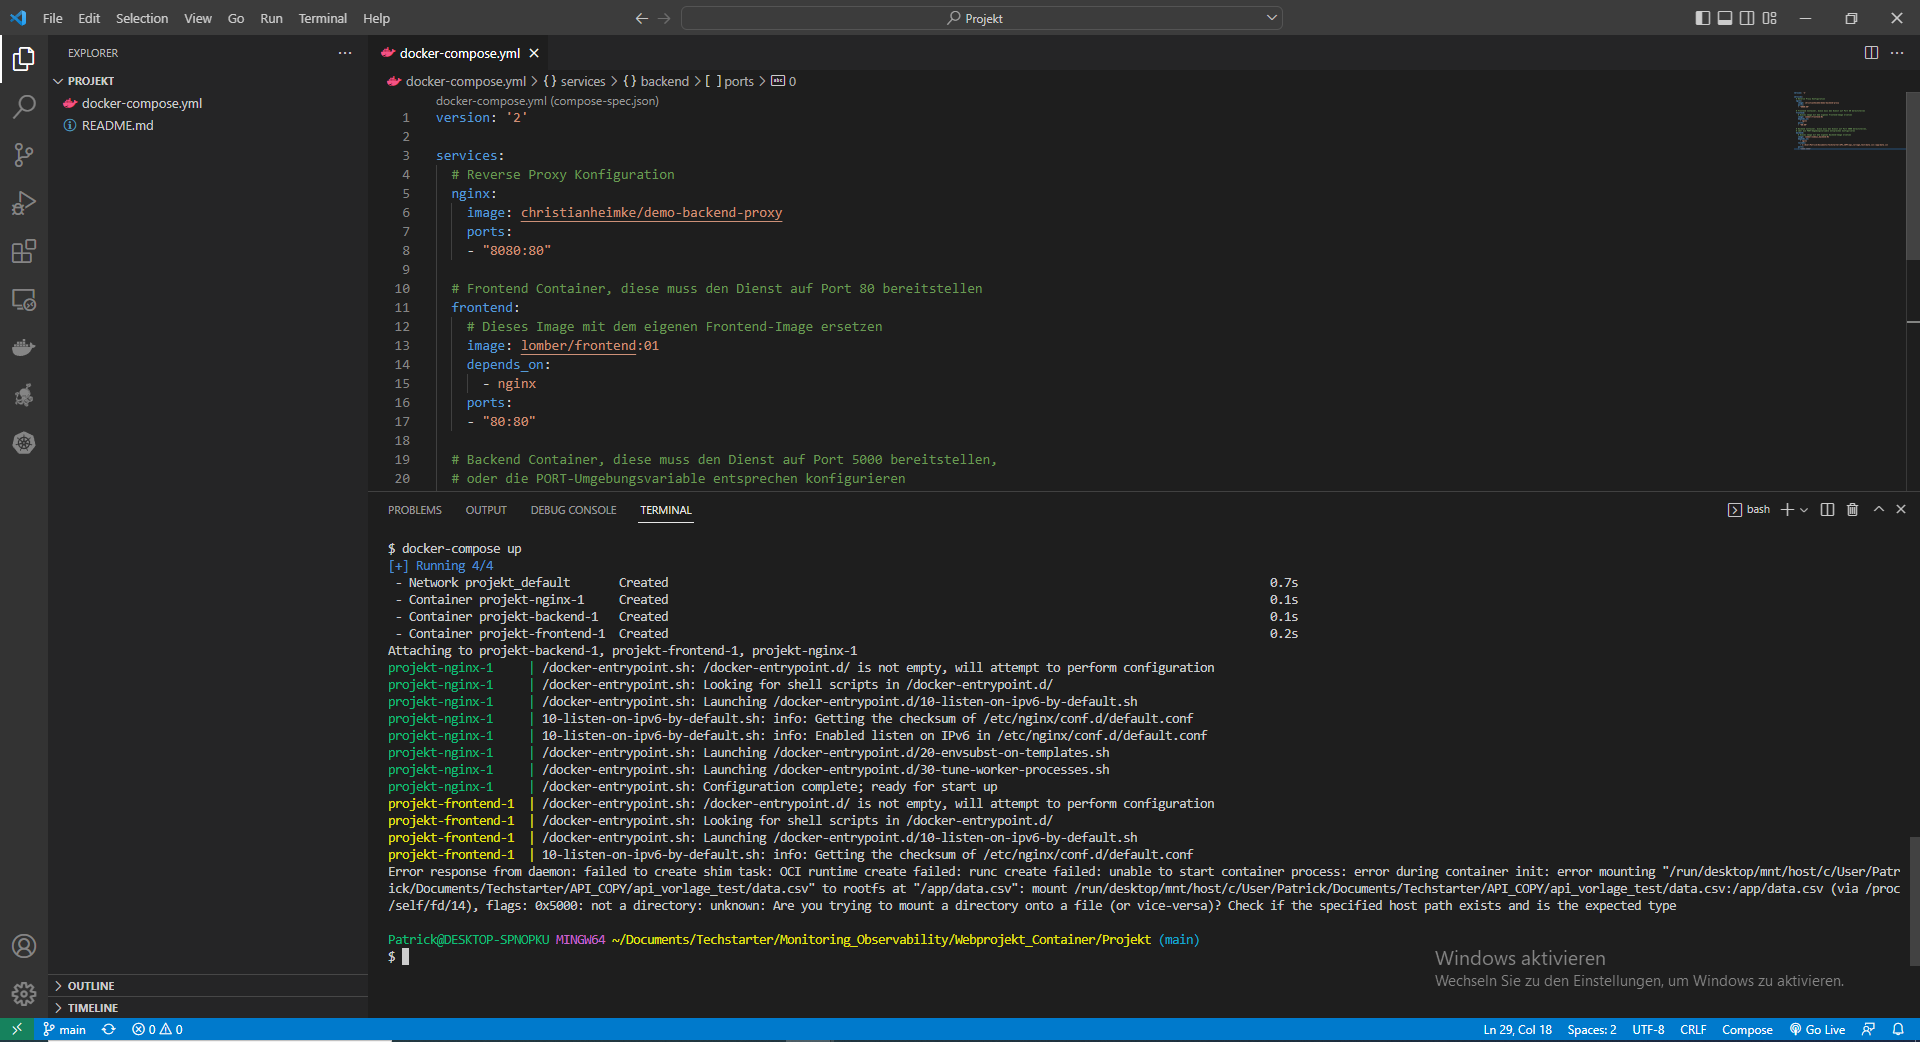 File Edit Selection View Go Run Terminal Help
Projekt
EXPLORER
PROJEKT
docker-compose.yml
README.md
OUTLINE
TIMELINE
docker-compose.yml
docker-compose.yml > {} services > {} backend > [ ] ports > abc 0
docker-compose.yml (compose-spec.json)
1 version: '2'
2
3 services:
4 # Reverse Proxy Konfiguration
5 nginx:
6 image: christianheimke/demo-backend-proxy
7 ports:
8 - "8080:80"
9
10 # Frontend Container, diese muss den Dienst auf Port 80 bereitstellen
11 frontend:
12 # Dieses Image mit dem eigenen Frontend-Image ersetzen
13 image: lomber/frontend:01
14 depends_on:
15 - nginx
16 ports:
17 - "80:80"
18
19 # Backend Container, diese muss den Dienst auf Port 5000 bereitstellen,
20 # oder die PORT-Umgebungsvariable entsprechen konfigurieren
PROBLEMS OUTPUT DEBUG CONSOLE TERMINAL
bash
$ docker-compose up
[+] Running 4/4
- Network projekt_default Created 0.7s
- Container projekt-nginx-1 Created 0.1s
- Container projekt-backend-1 Created 0.1s
- Container projekt-frontend-1 Created 0.2s
Attaching to projekt-backend-1, projekt-frontend-1, projekt-nginx-1
projekt-nginx-1 | /docker-entrypoint.sh: /docker-entrypoint.d/ is not empty, will attempt to perform configuration
projekt-nginx-1 | /docker-entrypoint.sh: Looking for shell scripts in /docker-entrypoint.d/
projekt-nginx-1 | /docker-entrypoint.sh: Launching /docker-entrypoint.d/10-listen-on-ipv6-by-default.sh
projekt-nginx-1 | 10-listen-on-ipv6-by-default.sh: info: Getting the checksum of /etc/nginx/conf.d/default.conf
projekt-nginx-1 | 10-listen-on-ipv6-by-default.sh: info: Enabled listen on IPv6 in /etc/nginx/conf.d/default.conf
projekt-nginx-1 | /docker-entrypoint.sh: Launching /docker-entrypoint.d/20-envsubst-on-templates.sh
projekt-nginx-1 | /docker-entrypoint.sh: Launching /docker-entrypoint.d/30-tune-worker-processes.sh
projekt-nginx-1 | /docker-entrypoint.sh: Configuration complete; ready for start up
projekt-frontend-1 | /docker-entrypoint.sh: /docker-entrypoint.d/ is not empty, will attempt to perform configuration
projekt-frontend-1 | /docker-entrypoint.sh: Looking for shell scripts in /docker-entrypoint.d/
projekt-frontend-1 | /docker-entrypoint.sh: Launching /docker-entrypoint.d/10-listen-on-ipv6-by-default.sh
projekt-frontend-1 | 10-listen-on-ipv6-by-default.sh: info: Getting the checksum of /etc/nginx/conf.d/default.conf
Error response from daemon: failed to create shim task: OCI runtime create failed: runc create failed: unable to start container process: error during container init: error mounting "/run/desktop/mnt/host/c/User/Patr
ick/Documents/Techstarter/API_COPY/api_vorlage_test/data.csv" to rootfs at "/app/data.csv": mount /run/desktop/mnt/host/c/User/Patrick/Documents/Techstarter/API_COPY/api_vorlage_test/data.csv:/app/data.csv (via /proc
/self/fd/14), flags: 0x5000: not a directory: unknown: Are you trying to mount a directory onto a file (or vice-versa)? Check if the specified host path exists and is the expected type
Patrick@DESKTOP-SPNOPKU MINGW64 ~/Documents/Techstarter/Monitoring_Observability/Webprojekt_Container/Projekt (main)
$
Windows aktivieren
Wechseln Sie zu den Einstellungen, um Windows zu aktivieren.
main 0 0 Ln 29, Col 18 Spaces: 2 UTF-8 CRLF Compose Go Live